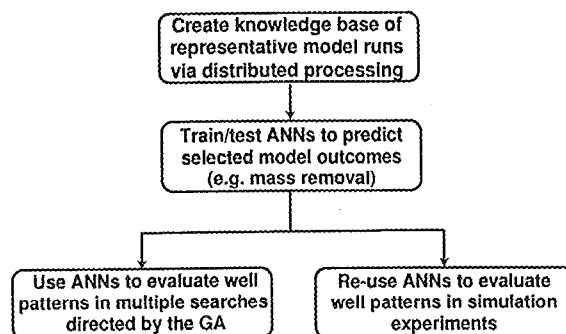 Create knowledge base of
representative model runs
via distributed processing
Train/test ANNs to predict
selected model outcomes
(e.g. mass removal)
Use ANNs to evaluate well
patterns in multiple searches
directed by the GA
Re-use ANNs to evaluate
well patterns in simulation
experiments